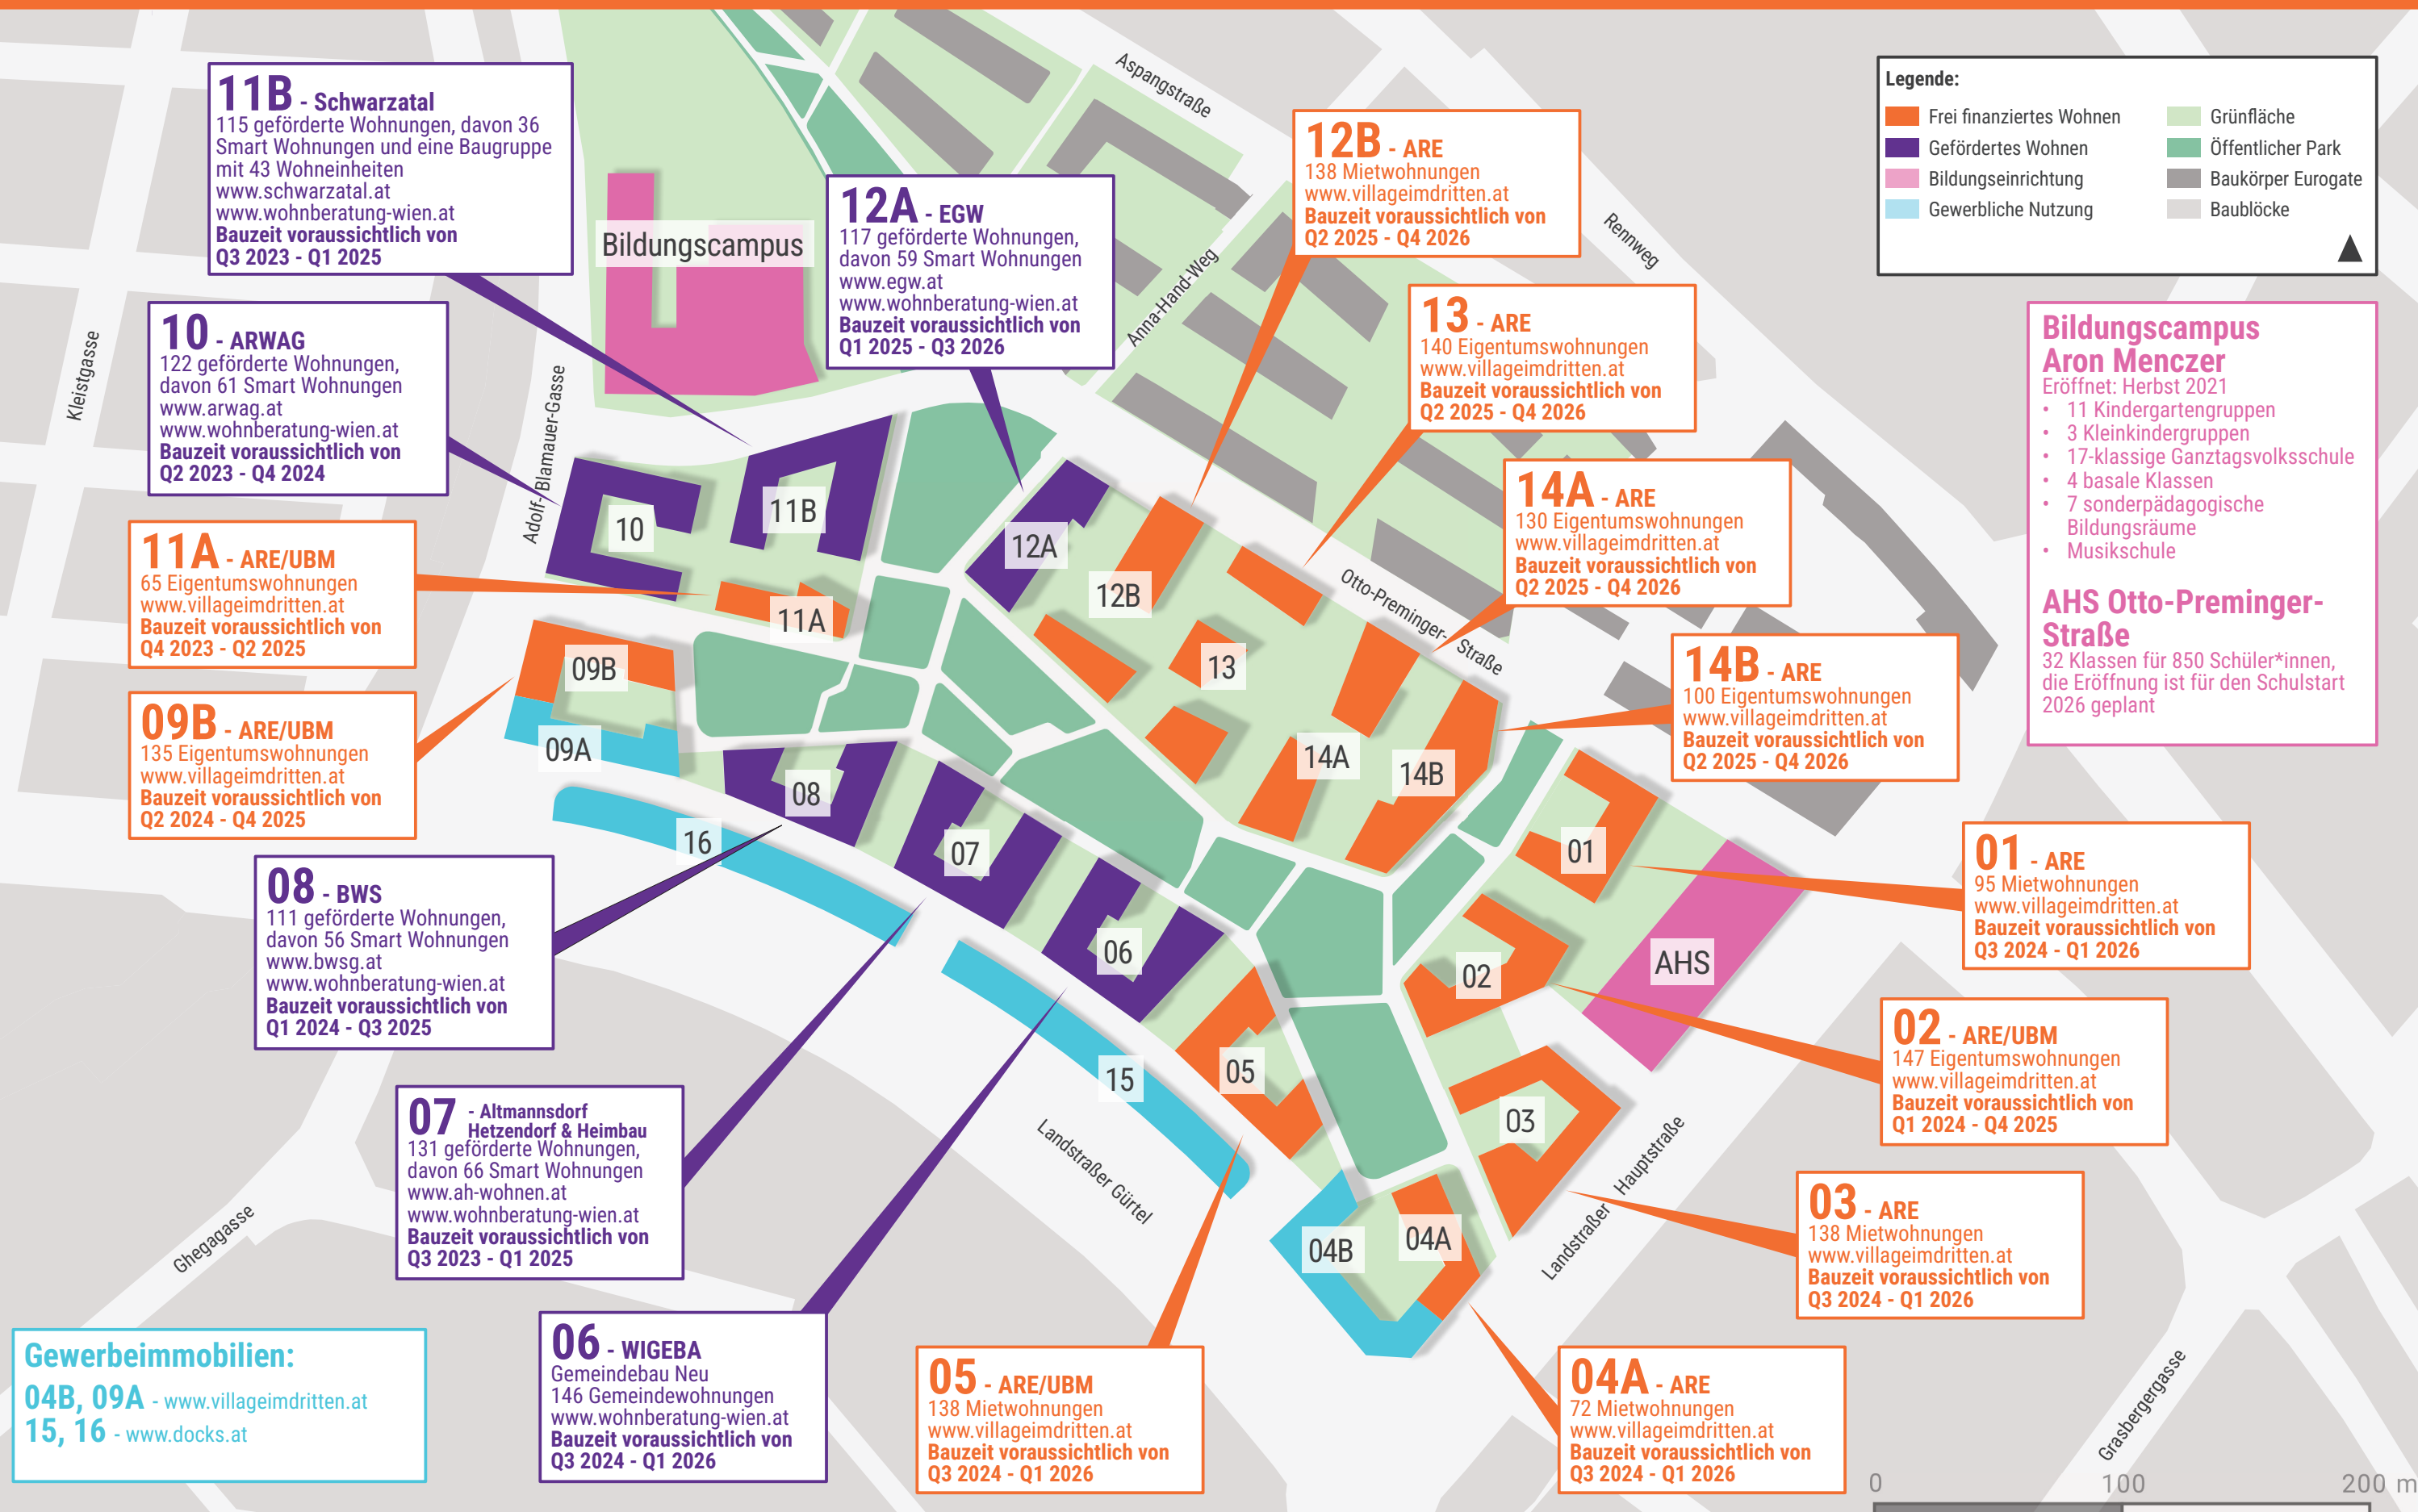 11B - Schwarzatal
115 geförderte Wohnungen, davon 36
Smart Wohnungen und eine Baugruppe
mit 43 Wohneinheiten
www.schwarzatal.at
www.wohnberatung-wien.at
Bauzeit voraussichtlich von
Q3 2023 - Q1 2025
10 - ARWAG
122 geförderte Wohnungen,
davon 61 Smart Wohnungen
www.arwag.at
www.wohnberatung-wien.at
Bauzeit voraussichtlich von
Q2 2023 - Q4 2024
11A - ARE/UBM
65 Eigentumswohnungen
www.villageimdritten.at
Bauzeit voraussichtlich von
Q4 2023 - Q2 2025
09B - ARE/UBM
135 Eigentumswohnungen
www.villageimdritten.at
Bauzeit voraussichtlich von
Q2 2024 - Q4 2025
08 - BWS
111 geförderte Wohnungen,
davon 56 Smart Wohnungen
www.bwsg.at
www.wohnberatung-wien.at
Bauzeit voraussichtlich von
Q1 2024 - Q3 2025
07 - Altmannsdorf
Hetzendorf & Heimbau
131 geförderte Wohnungen,
davon 66 Smart Wohnungen
www.ah-wohnen.at
www.wohnberatung-wien.at
Bauzeit voraussichtlich von
Q3 2023 - Q1 2025
06 - WIGEBA
Gemeindebau Neu
146 Gemeindewohnungen
www.wohnberatung-wien.at
Bauzeit voraussichtlich von
Q3 2024 - Q1 2026
Gewerbeimmobilien:
04B, 09A - www.villageimdritten.at
15, 16 - www.docks.at
12A - EGW
117 geförderte Wohnungen,
davon 59 Smart Wohnungen
www.egw.at
www.wohnberatung-wien.at
Bauzeit voraussichtlich von
Q1 2025 - Q3 2026
12B - ARE
138 Mietwohnungen
www.villageimdritten.at
Bauzeit voraussichtlich von
Q2 2025 - Q4 2026
13 - ARE
140 Eigentumswohnungen
www.villageimdritten.at
Bauzeit voraussichtlich von
Q2 2025 - Q4 2026
14A - ARE
130 Eigentumswohnungen
www.villageimdritten.at
Bauzeit voraussichtlich von
Q2 2025 - Q4 2026
14B - ARE
100 Eigentumswohnungen
www.villageimdritten.at
Bauzeit voraussichtlich von
Q2 2025 - Q4 2026
01 - ARE
95 Mietwohnungen
www.villageimdritten.at
Bauzeit voraussichtlich von
Q3 2024 - Q1 2026
02 - ARE/UBM
147 Eigentumswohnungen
www.villageimdritten.at
Bauzeit voraussichtlich von
Q1 2024 - Q4 2025
03 - ARE
138 Mietwohnungen
www.villageimdritten.at
Bauzeit voraussichtlich von
Q3 2024 - Q1 2026
04A - ARE
72 Mietwohnungen
www.villageimdritten.at
Bauzeit voraussichtlich von
Q3 2024 - Q1 2026
05 - ARE/UBM
138 Mietwohnungen
www.villageimdritten.at
Bauzeit voraussichtlich von
Q3 2024 - Q1 2026
Legende:
Frei finanziertes Wohnen
Gefördertes Wohnen
Bildungseinrichtung
Gewerbliche Nutzung
Grünfläche
Öffentlicher Park
Baukörper Eurogate
Baublöcke
Bildungscampus
Aron Menczer
Eröffnet: Herbst 2021
• 11 Kindergartengruppen
• 3 Kleinkindergruppen
• 17-klassige Ganztagsvolksschule
• 4 basale Klassen
• 7 sonderpädagogische
Bildungsräume
• Musikschule
AHS Otto-Preminger-
Straße
32 Klassen für 850 Schüler*innen,
die Eröffnung ist für den Schulstart
2026 geplant
Bildungscampus
Aspangstraße
Rennweg
Anna-Hand-Weg
Kleistgasse
Adolf-Blamauer-Gasse
Otto-Preminger-Straße
Landstraßer Gürtel
Landstraßer Hauptstraße
Ghegagasse
Grasbergergasse
10
11B
11A
12A
12B
13
14A
14B
09B
09A
08
16
07
06
15
05
04B
04A
03
02
01
AHS
0 100 200 m